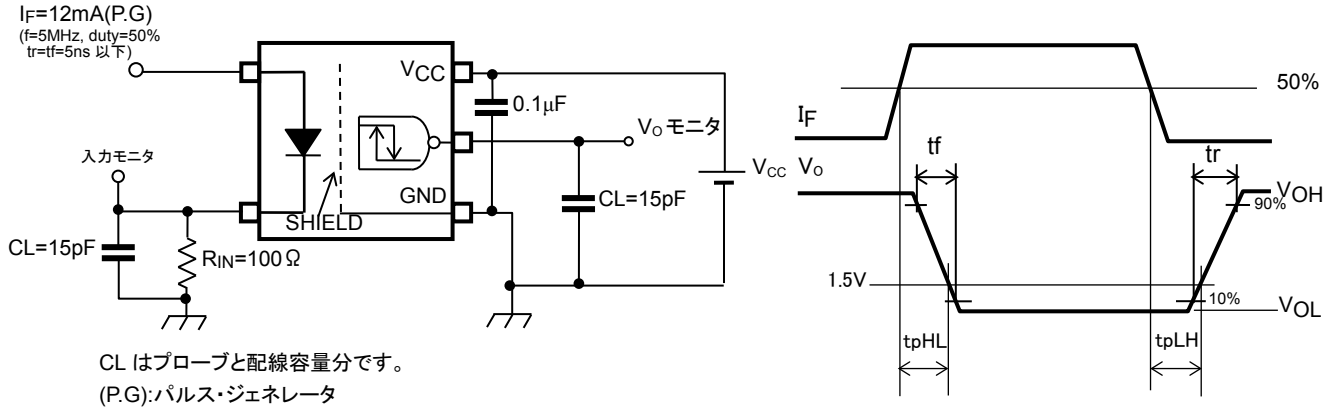 IF=12mA(P.G)
(f=5MHz, duty=50%
tr=tf=5ns 以下)
VCC
0.1μF
VO モニタ
入力モニタ
VCC
GND
SHIELD
CL=15pF
CL=15pF
RIN=100Ω
CL はプローブと配線容量分です。
(P.G):パルス・ジェネレータ
50%
IF
tf
tr
VO
VOH
90%
1.5V
10%
VOL
tpHL
tpLH